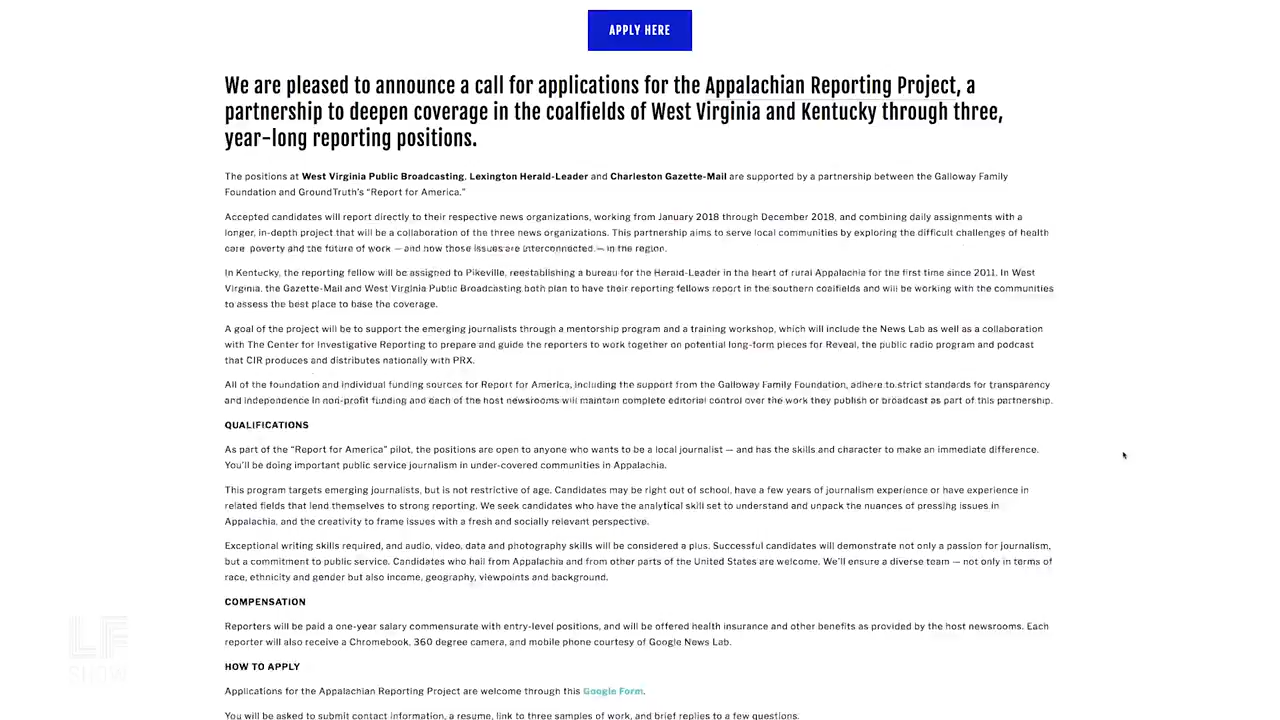 APPLY HERE
We are pleased to announce a call for applications for the Appalachian Reporting Project, a
partnership to deepen coverage in the coalfields of West Virginia and Kentucky through three,
year-long reporting positions.
The positions at West Virginia Public Broadcasting, Lexington Herald-Leader and Charleston Gazette-Mail are supported by a partnership between the Galloway Family
Foundation and GroundTruth's “Report for America.”
Accepted candidates will report directly to their respective news organizations, working from January 2018 through December 2018, and combining daily assignments with a
longer, in-depth project that will be a collaboration of the three news organizations. This partnership aims to serve local communities by exploring the difficult challenges of health
care, poverty and the future of work — and how those issues are interconnected — in the region.
In Kentucky, the reporting fellow will be assigned to Pikeville, reestablishing a bureau for the Herald-Leader in the heart of rural Appalachia for the first time since 2011. In West
Virginia, the Gazette-Mail and West Virginia Public Broadcasting both plan to have their reporting fellows report in the southern coalfields and will be working with the communities
to assess the best place to base the coverage.
A goal of the project will be to support the emerging journalists through a mentorship program and a training workshop, which will include the News Lab as well as a collaboration
with The Center for Investigative Reporting to prepare and guide the reporters to work together on potential long-form pieces for Reveal, the public radio program and podcast
that CIR produces and distributes nationally with PRX.
All of the foundation and individual funding sources for Report for America, including the support from the Galloway Family Foundation, adhere to strict standards for transparency
and independence in non-profit funding and each of the host newsrooms will maintain complete editorial control over the work they publish or broadcast as part of this partnership.
QUALIFICATIONS
As part of the “Report for America” pilot, the positions are open to anyone who wants to be a local journalist — and has the skills and character to make an immediate difference.
You'll be doing important public service journalism in under-covered communities in Appalachia.
This program targets emerging journalists, but is not restrictive of age. Candidates may be right out of school, have a few years of journalism experience or have experience in
related fields that lend themselves to strong reporting. We seek candidates who have the analytical skill set to understand and unpack the nuances of pressing issues in
Appalachia, and the creativity to frame issues with a fresh and socially relevant perspective.
Exceptional writing skills required, and audio, video, data and photography skills will be considered a plus. Successful candidates will demonstrate not only a passion for journalism,
but a commitment to public service. Candidates who hail from Appalachia and from other parts of the United States are welcome. We'll ensure a diverse team — not only in terms of
race, ethnicity and gender but also income, geography, viewpoints and background.
COMPENSATION
Reporters will be paid a one-year salary commensurate with entry-level positions, and will be offered health insurance and other benefits as provided by the host newsrooms. Each
reporter will also receive a Chromebook, 360 degree camera, and mobile phone courtesy of Google News Lab.
LF
SHOW
HOW TO APPLY
Applications for the Appalachian Reporting Project are welcome through this Google Form.
You will be asked to submit contact information, a resume, link to three samples of work, and brief replies to a few questions.